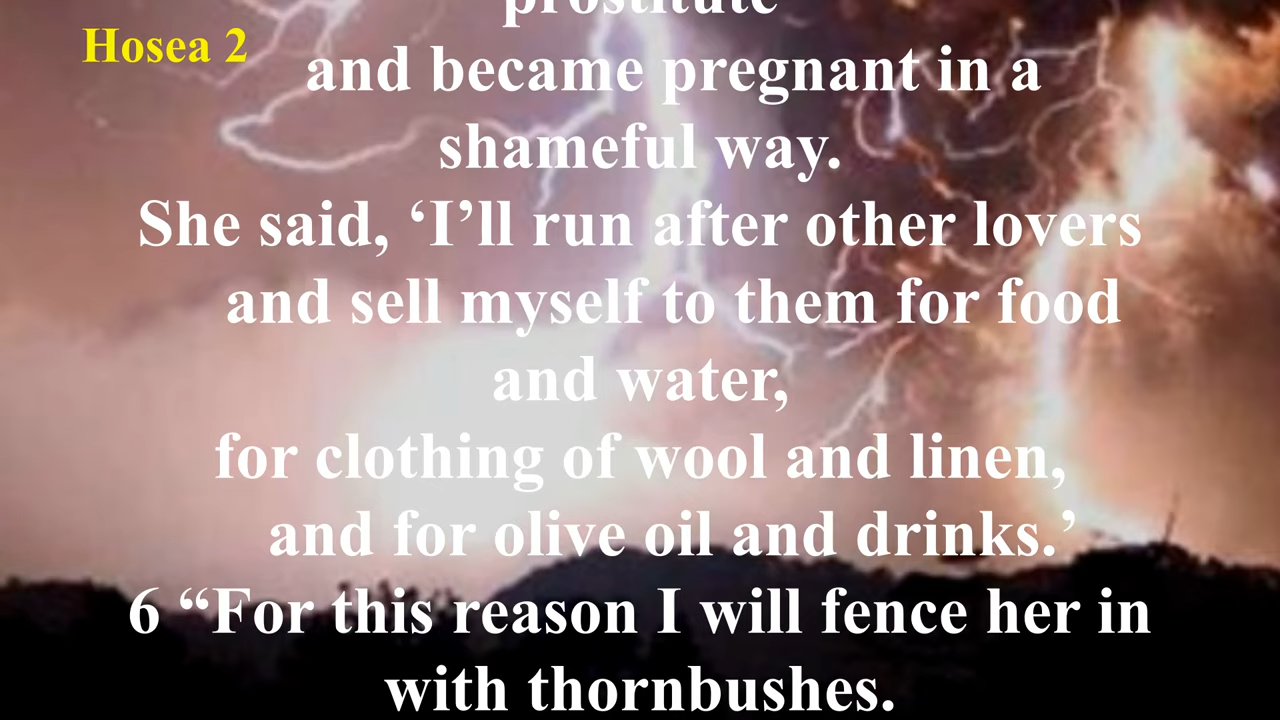 prostitute
Hosea 2
and became pregnant in a
shameful way.
She said, ‘I’ll run after other lovers
and sell myself to them for food
and water,
for clothing of wool and linen,
and for olive oil and drinks.’
6 “For this reason I will fence her in
with thornbushes.